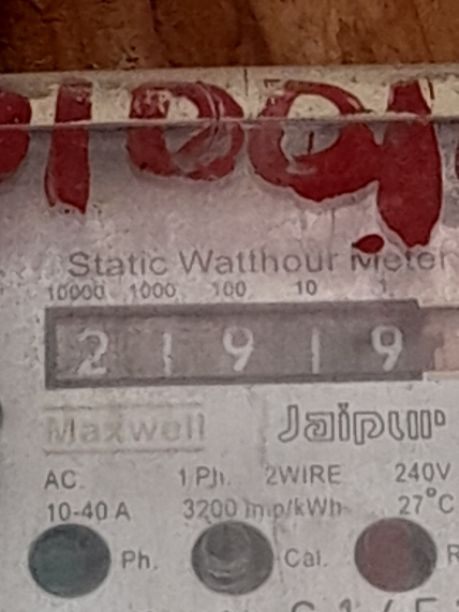 Static Watthour Meter
10000 1000 100 10 1
2 1 9 1 9
Maxwell Jaipur
AC. 1 Ph. 2WIRE 240V
10-40 A 3200 imp/kWh 27°C
Ph. Cal. R